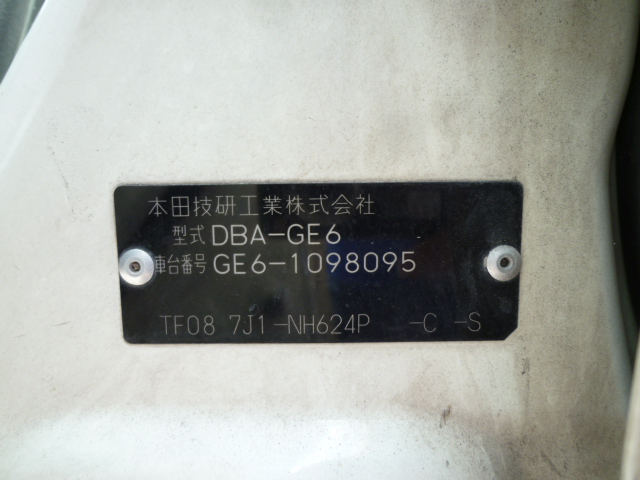 本田技研工業株式会社
型式 DBA-GE6
車台番号 GE6-1098095
TF08 7J1-NH624P -C -S